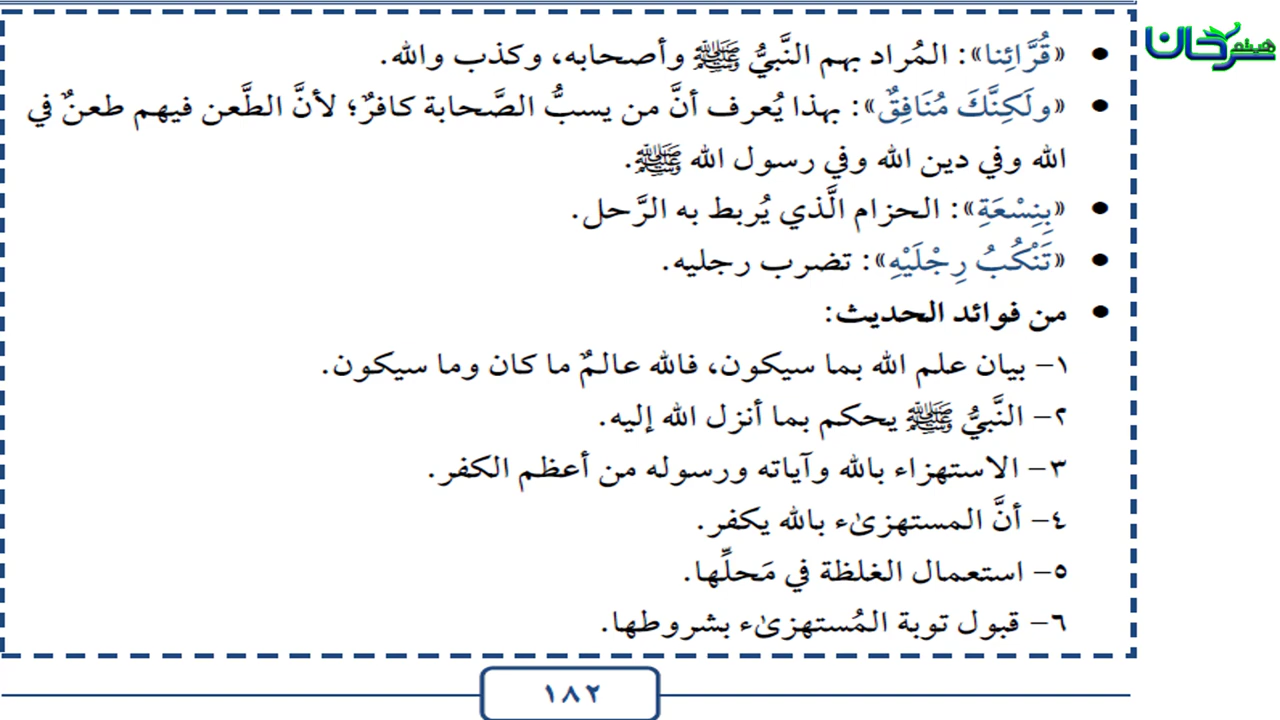 هيثم سرحان
• «قُرَّائِنا»: المُراد بهم النَّبيُّ ﷺ وأصحابه، وكذب والله.
• «ولَكِنَّكَ مُنَافِقٌ»: بهذا يُعرف أنَّ من يسبُّ الصَّحابة كافرٌ؛ لأنَّ الطَّعن فيهم طعنٌ في
الله وفي دين الله وفي رسول الله ﷺ.
• «بِنِسْعَةِ»: الحزام الَّذي يُربط به الرَّحل.
• «تَنْكُبُ رِجْلَيْهِ»: تضرب رجليه.
• من فوائد الحديث:
١- بيان علم الله بما سيكون، فالله عالمٌ ما كان وما سيكون.
٢- النَّبيُّ ﷺ يحكم بما أنزل الله إليه.
٣- الاستهزاء بالله وآياته ورسوله من أعظم الكفر.
٤- أنَّ المستهزىٰء بالله يكفر.
٥- استعمال الغلظة في مَحلِّها.
٦- قبول توبة المُستهزىٰء بشروطها.
١٨٢